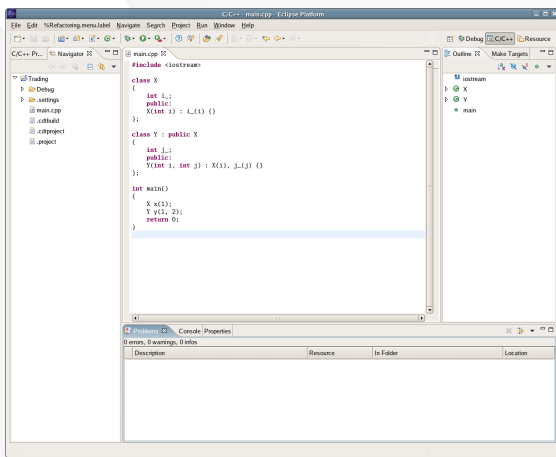 C/C++ - main.cpp - Eclipse Platform
File Edit %Refactoring.menu.label Navigate Search Project Run Window Help
Debug C/C++ Resource
C/C++ Pr... Navigator
main.cpp
Outline Make Targets
Trading
Debug
.settings
main.cpp
.cdtbuild
.cdtproject
.project
#include <iostream>
class X
{
int i_;
public:
X(int i) : i_(i) {}
};
class Y : public X
{
int j_;
public:
Y(int i, int j) : X(i), j_(j) {}
};
int main()
{
X x(1);
Y y(1, 2);
return 0;
}
iostream
X
Y
main
Problems Console Properties
0 errors, 0 warnings, 0 infos
Description Resource In Folder Location